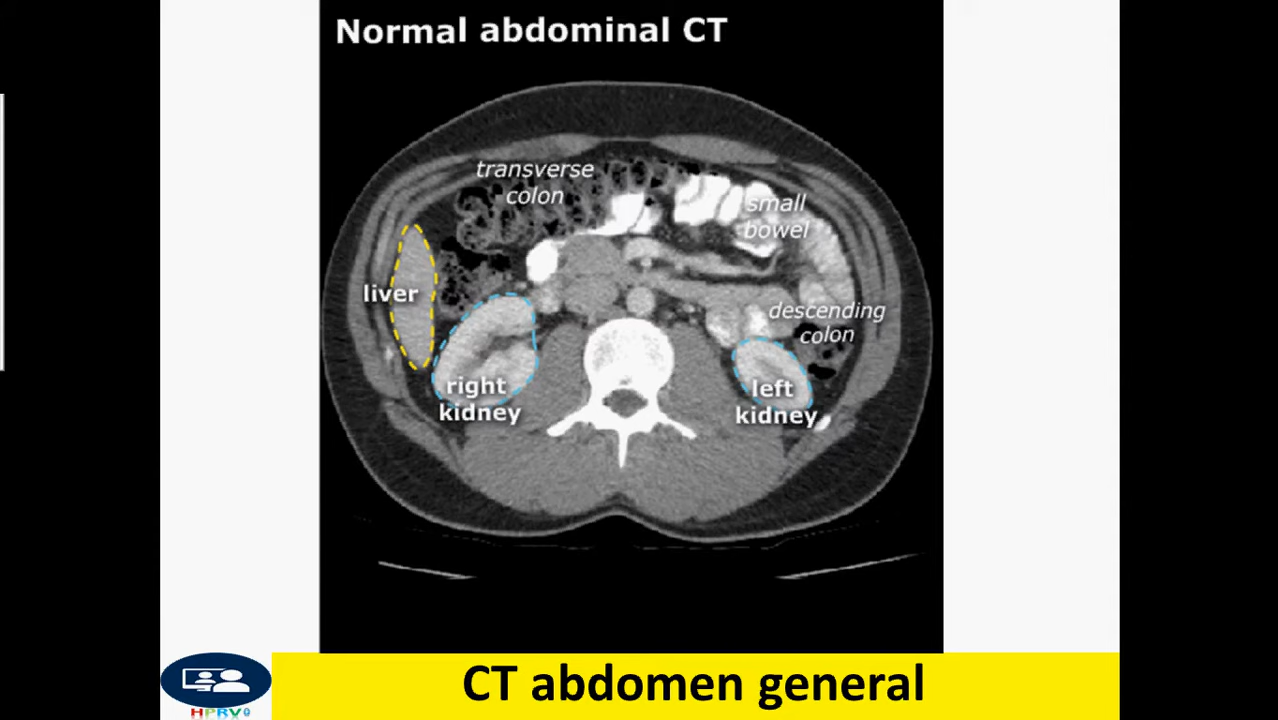 Normal abdominal CT
transverse
colon
small
bowel
liver
descending
colon
right
kidney
left
kidney
CT abdomen general